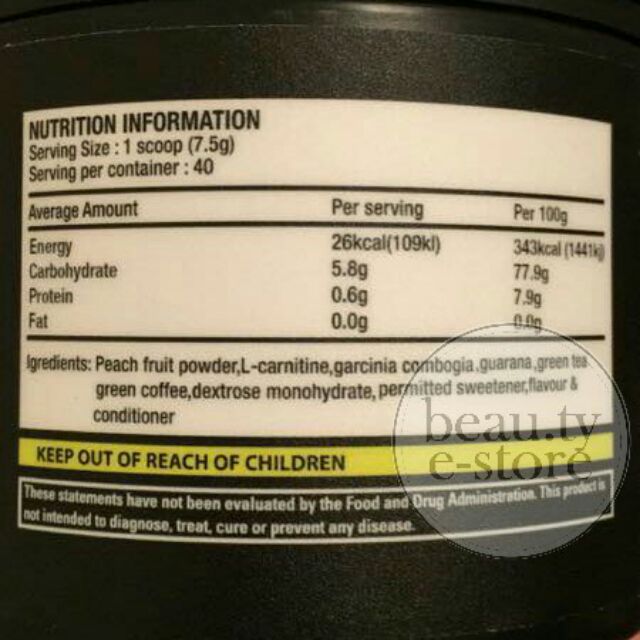 NUTRITION INFORMATION
Serving Size : 1 scoop (7.5g)
Serving per container : 40
Average Amount Per serving Per 100g
Energy 26kcal(109kl) 343kcal (1441kj)
Carbohydrate 5.8g 77.9g
Protein 0.6g 7.9g
Fat 0.0g 0.0g
Igredients: Peach fruit powder,L-carnitine,garcinia combogia,guarana,green tea
green coffee,dextrose monohydrate, permitted sweetener,flavour &
conditioner
KEEP OUT OF REACH OF CHILDREN
These statements have not been evaluated by the Food and Drug Administration. This product is
not intended to diagnose, treat, cure or prevent any disease
beau.ty
e-store